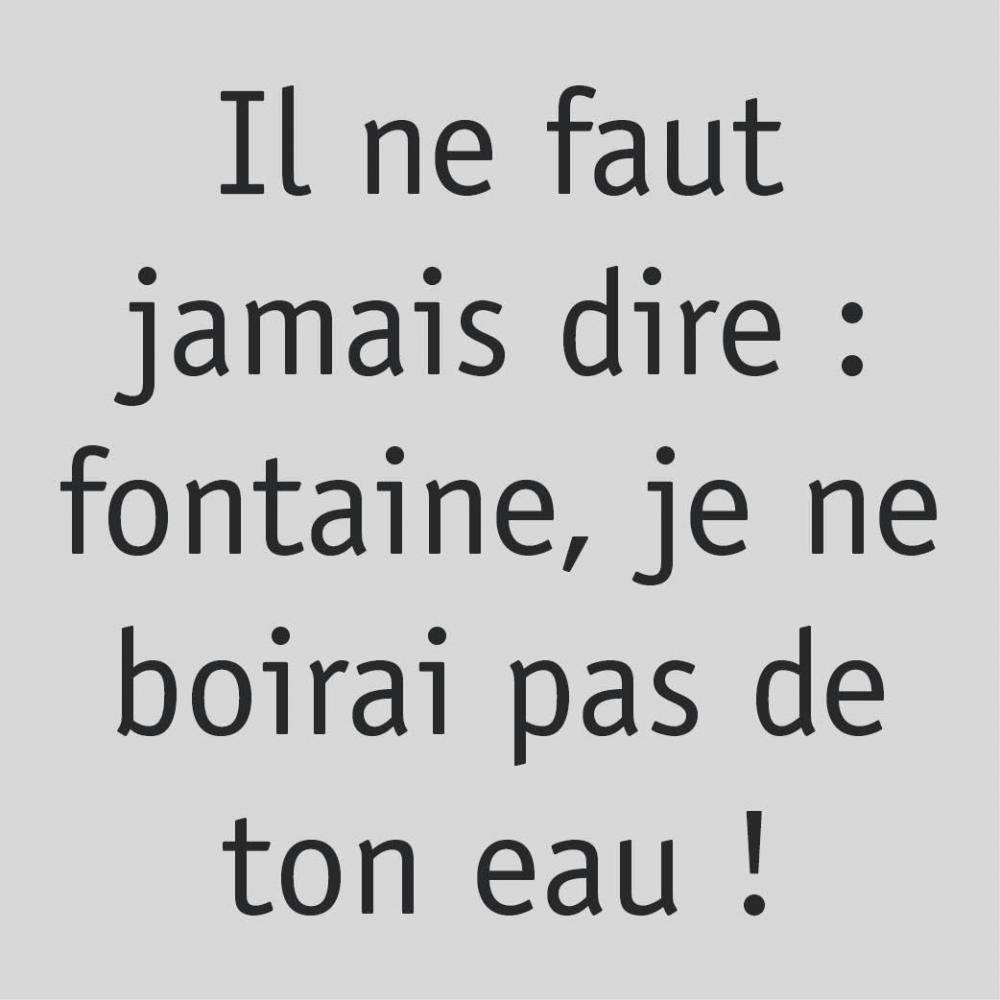 Il ne faut
jamais dire :
fontaine, je ne
boirai pas de
ton eau !